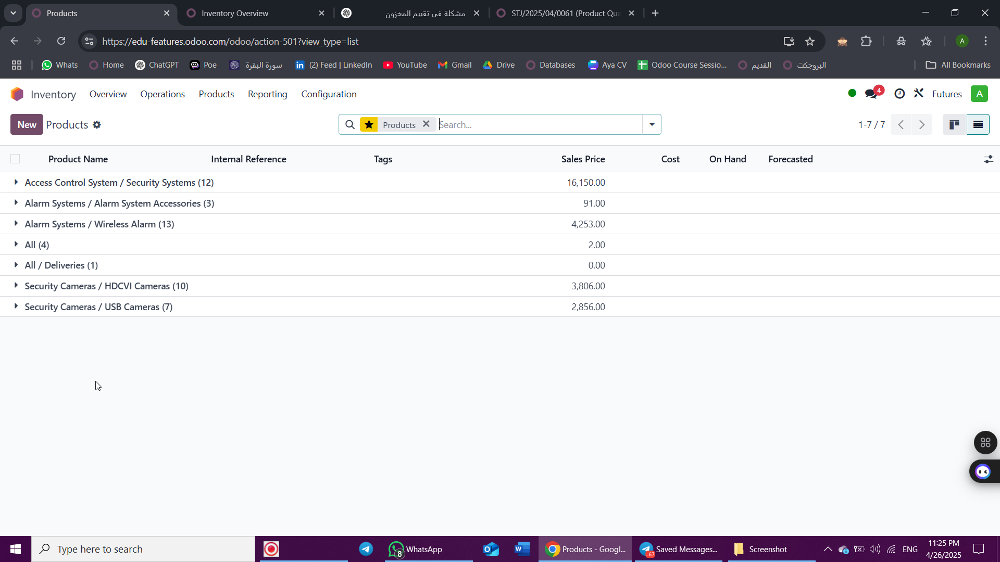 Products
Inventory Overview
مشكلة في تقييم المخزون
STJ/2025/04/0061 (Product Qua
https://edu-features.odoo.com/odoo/action-501?view_type=list
A
Whats
Home
ChatGPT
Poe
سورة البقرة
(2) Feed | LinkedIn
YouTube
Gmail
Drive
Databases
Aya CV
Odoo Course Sessio...
القديم
البروجكت
All Bookmarks
Inventory
Overview
Operations
Products
Reporting
Configuration
4
Futures
A
New
Products
Products
Search...
1-7 / 7
Product Name Internal Reference Tags Sales Price Cost On Hand Forecasted
Access Control System / Security Systems (12) 16,150.00
Alarm Systems / Alarm System Accessories (3) 91.00
Alarm Systems / Wireless Alarm (13) 4,253.00
All (4) 2.00
All / Deliveries (1) 0.00
Security Cameras / HDCVI Cameras (10) 3,806.00
Security Cameras / USB Cameras (7) 2,856.00
Type here to search
8
WhatsApp
Products - Googl...
..67
Saved Messages...
Screenshot
ENG
11:25 PM
4/26/2025